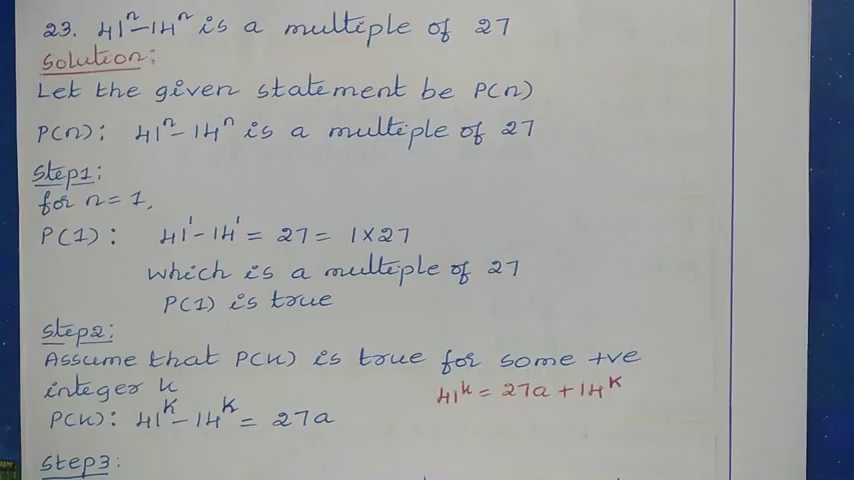 23. 41ⁿ-14ⁿ is a multiple of 27
Solution:
Let the given statement be P(n)
P(n): 41ⁿ-14ⁿ is a multiple of 27
Step1:
for n=1,
P(1): 41¹-14¹ = 27 = 1×27
which is a multiple of 27
P(1) is true
Step2:
Assume that P(k) is true for some +ve
integer k
41ᵏ = 27a + 14ᵏ
P(k): 41ᵏ-14ᵏ = 27a
Step3: